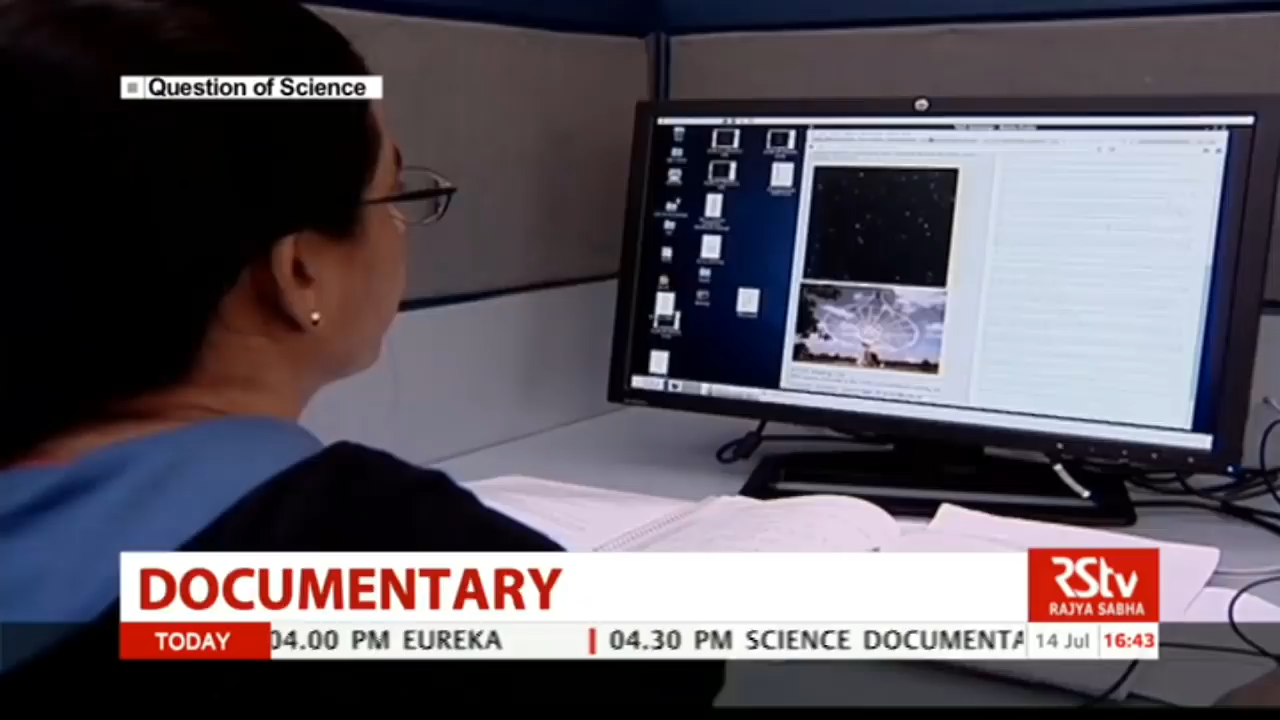 Question of Science
DOCUMENTARY
RStv
RAJYA SABHA
TODAY
04.00 PM EUREKA
04.30 PM SCIENCE DOCUMENTA
14 Jul
16:43